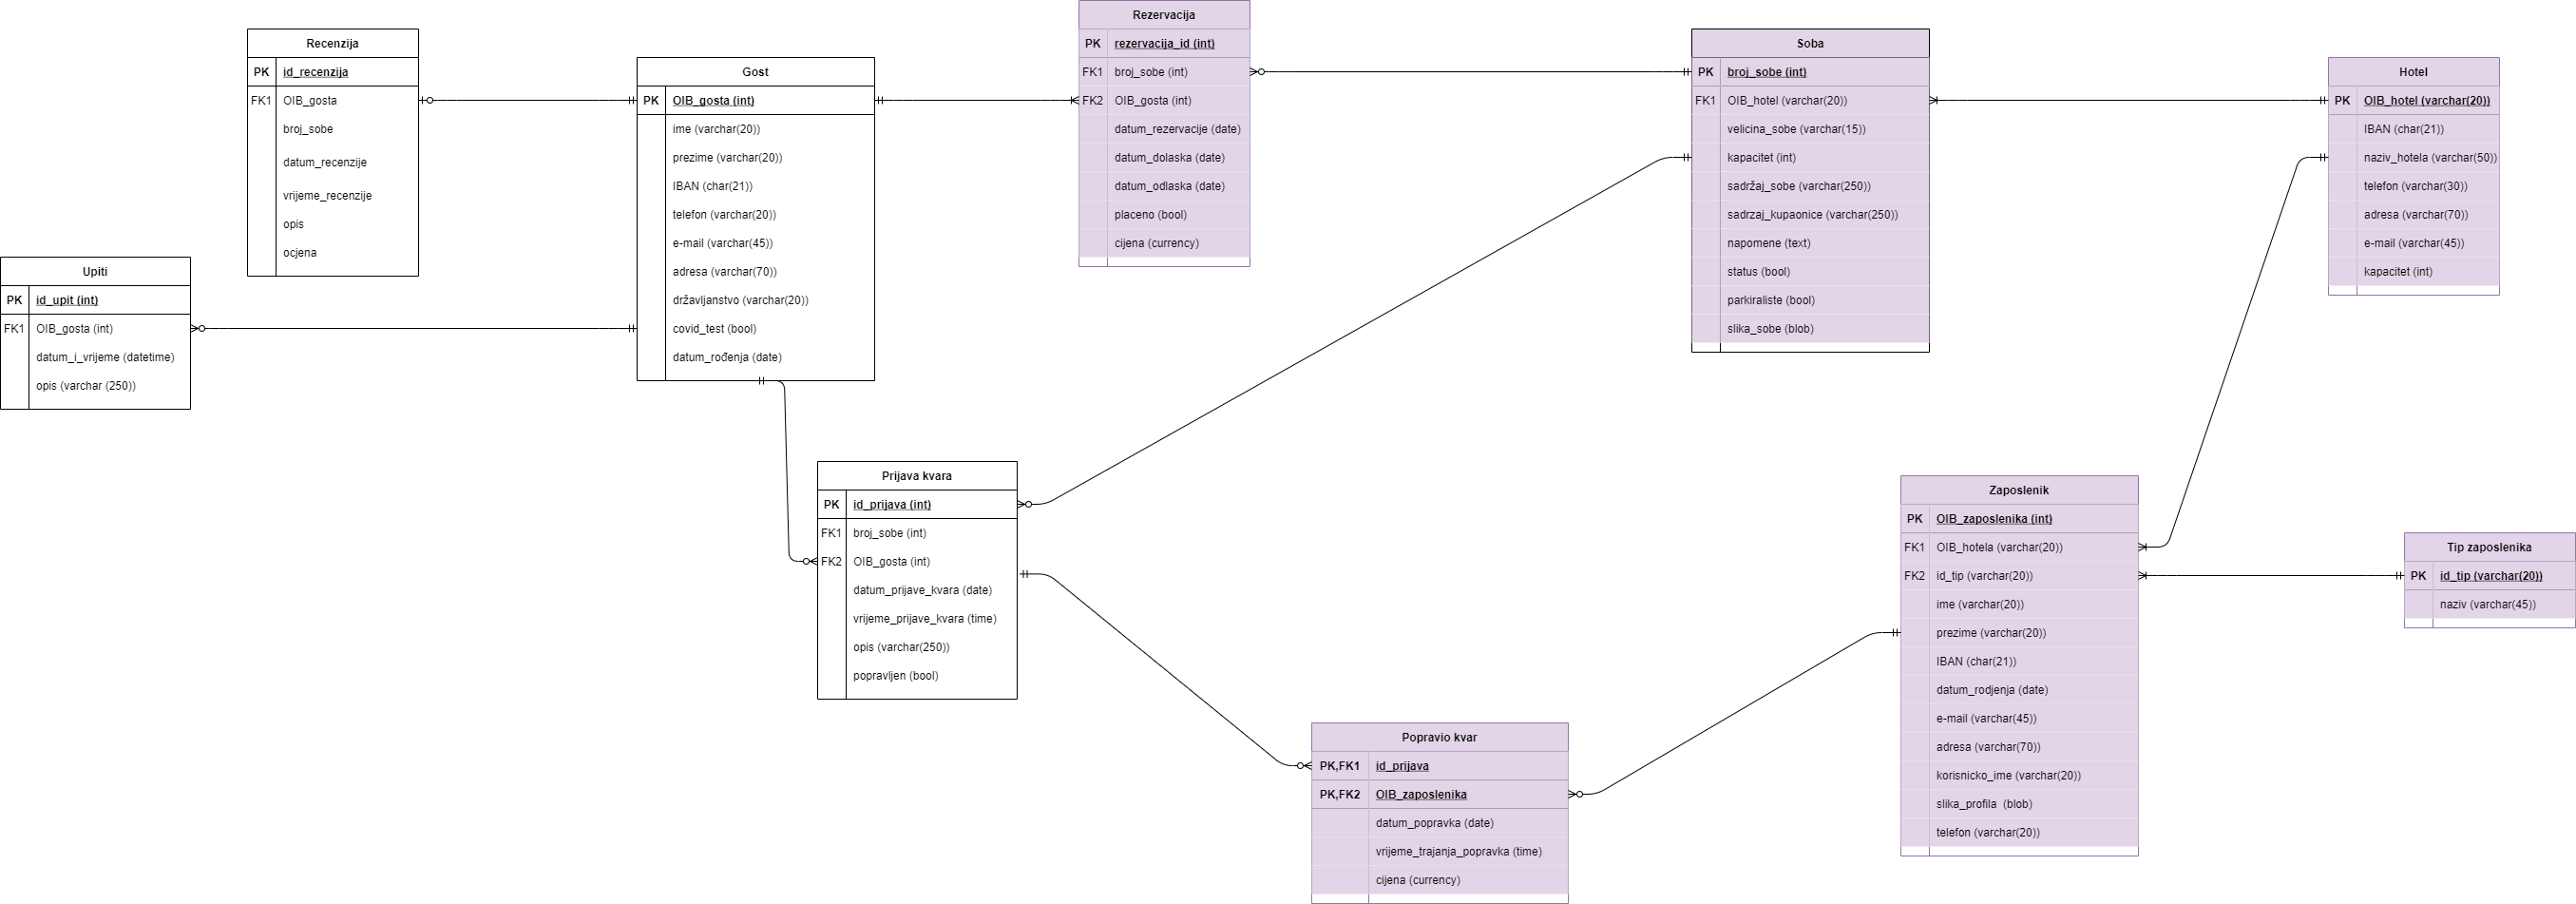 Recenzija
PK id_recenzija
FK1 OIB_gosta
broj_sobe
datum_recenzije
vrijeme_recenzije
opis
ocjena
Upiti
PK id_upit (int)
FK1 OIB_gosta (int)
datum_i_vrijeme (datetime)
opis (varchar (250))
Gost
PK OIB_gosta (int)
ime (varchar(20))
prezime (varchar(20))
IBAN (char(21))
telefon (varchar(20))
e-mail (varchar(45))
adresa (varchar(70))
državljanstvo (varchar(20))
covid_test (bool)
datum_rođenja (date)
Rezervacija
PK rezervacija_id (int)
FK1 broj_sobe (int)
FK2 OIB_gosta (int)
datum_rezervacije (date)
datum_dolaska (date)
datum_odlaska (date)
placeno (bool)
cijena (currency)
Soba
PK broj_sobe (int)
FK1 OIB_hotel (varchar(20))
velicina_sobe (varchar(15))
kapacitet (int)
sadržaj_sobe (varchar(250))
sadrzaj_kupaonice (varchar(250))
napomene (text)
status (bool)
parkiraliste (bool)
slika_sobe (blob)
Hotel
PK OIB_hotel (varchar(20))
IBAN (char(21))
naziv_hotela (varchar(50))
telefon (varchar(30))
adresa (varchar(70))
e-mail (varchar(45))
kapacitet (int)
Prijava kvara
PK id_prijava (int)
FK1 broj_sobe (int)
FK2 OIB_gosta (int)
datum_prijave_kvara (date)
vrijeme_prijave_kvara (time)
opis (varchar(250))
popravljen (bool)
Zaposlenik
PK OIB_zaposlenika (int)
FK1 OIB_hotela (varchar(20))
FK2 id_tip (varchar(20))
ime (varchar(20))
prezime (varchar(20))
IBAN (char(21))
datum_rodjenja (date)
e-mail (varchar(45))
adresa (varchar(70))
korisnicko_ime (varchar(20))
slika_profila (blob)
telefon (varchar(20))
Tip zaposlenika
PK id_tip (varchar(20))
naziv (varchar(45))
Popravio kvar
PK,FK1 id_prijava
PK,FK2 OIB_zaposlenika
datum_popravka (date)
vrijeme_trajanja_popravka (time)
cijena (currency)